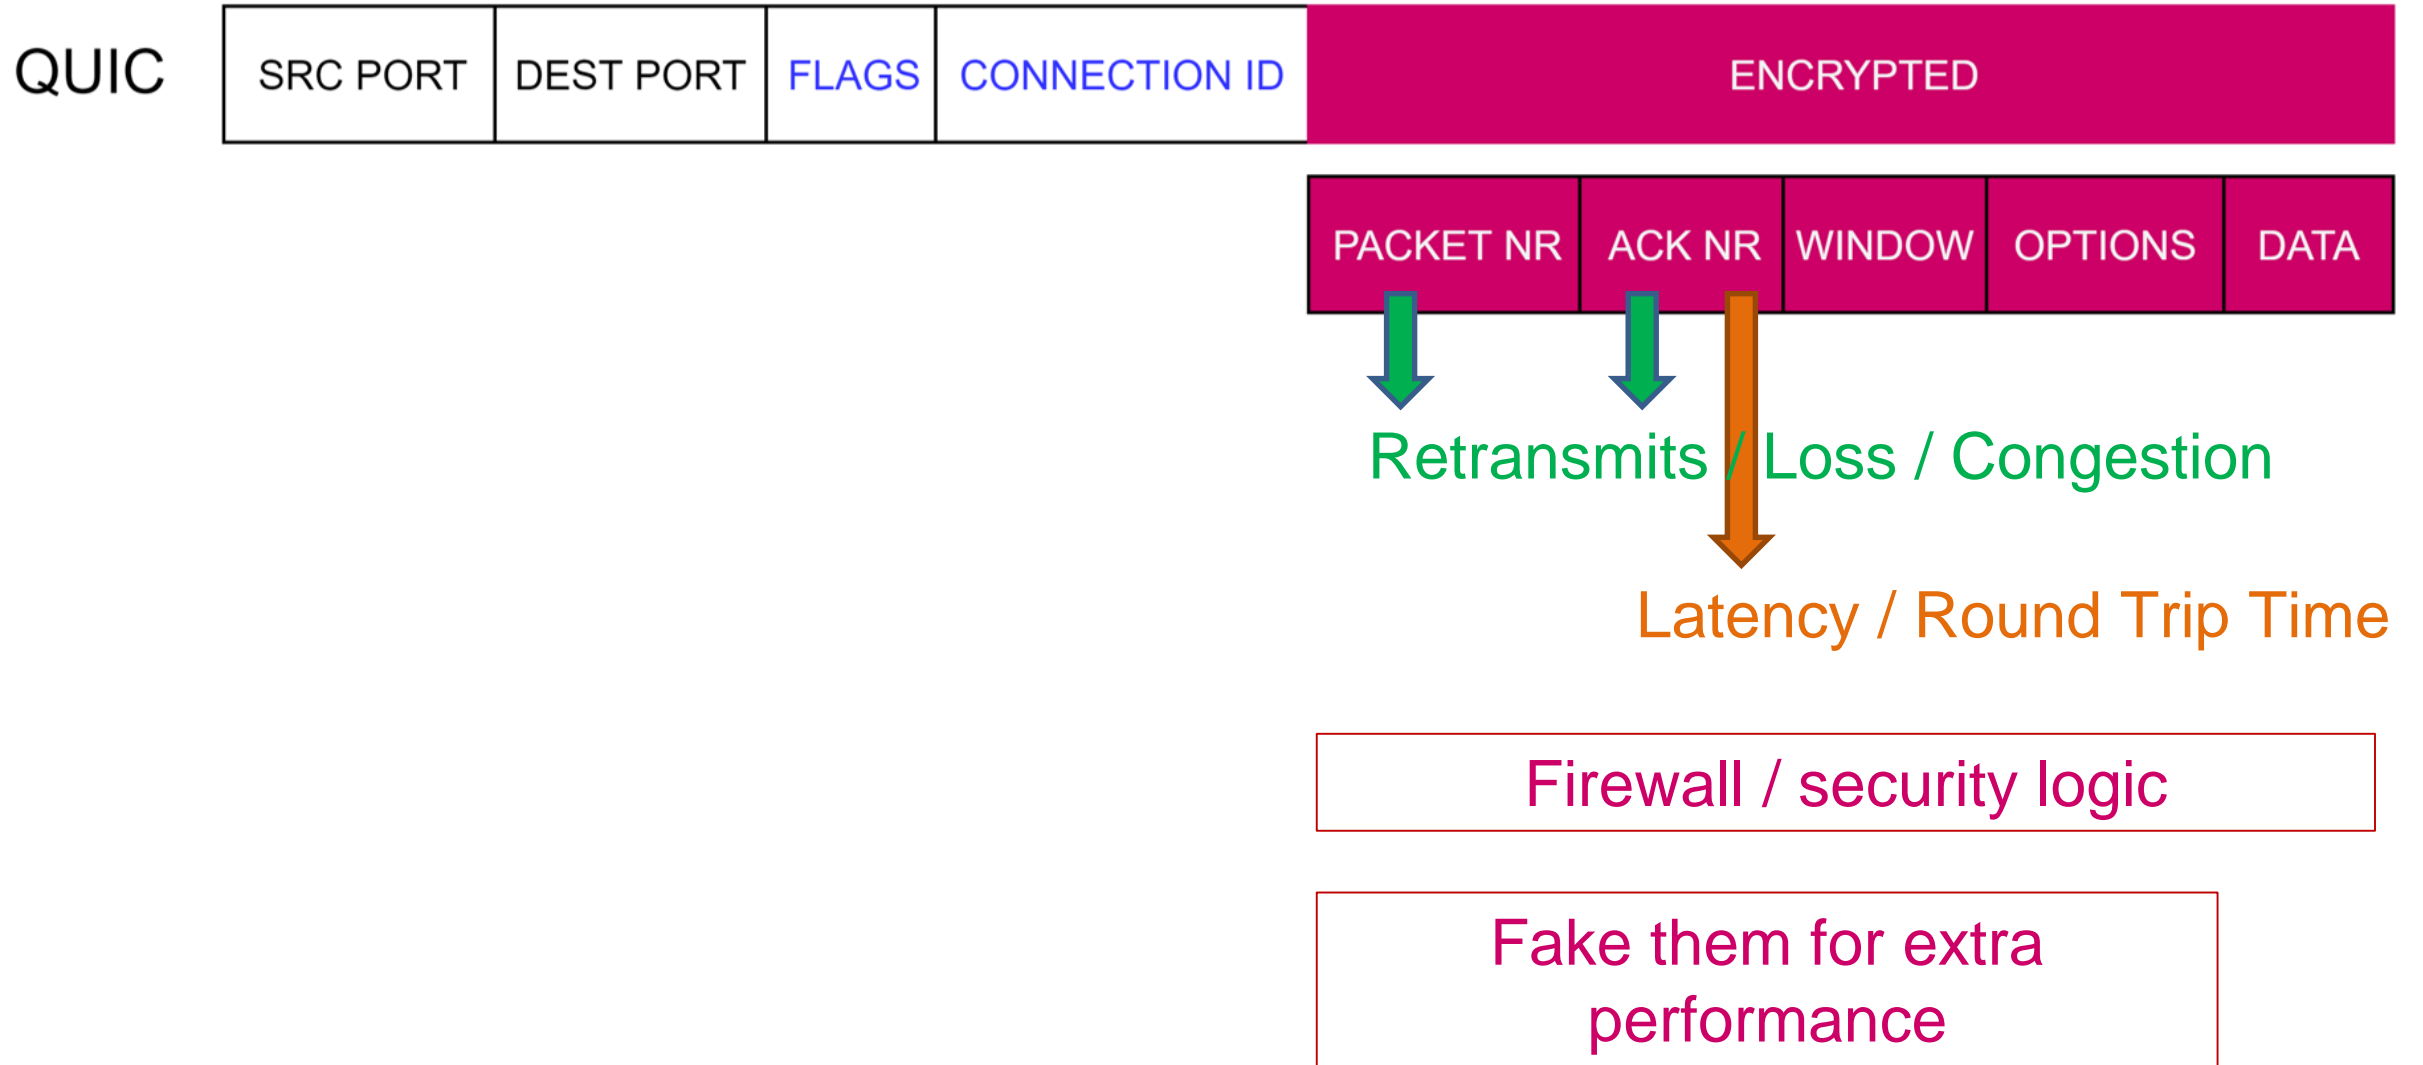 QUIC SRC PORT DEST PORT FLAGS CONNECTION ID ENCRYPTED
PACKET NR ACK NR WINDOW OPTIONS DATA
Retransmits / Loss / Congestion
Latency / Round Trip Time
Firewall / security logic
Fake them for extra
performance